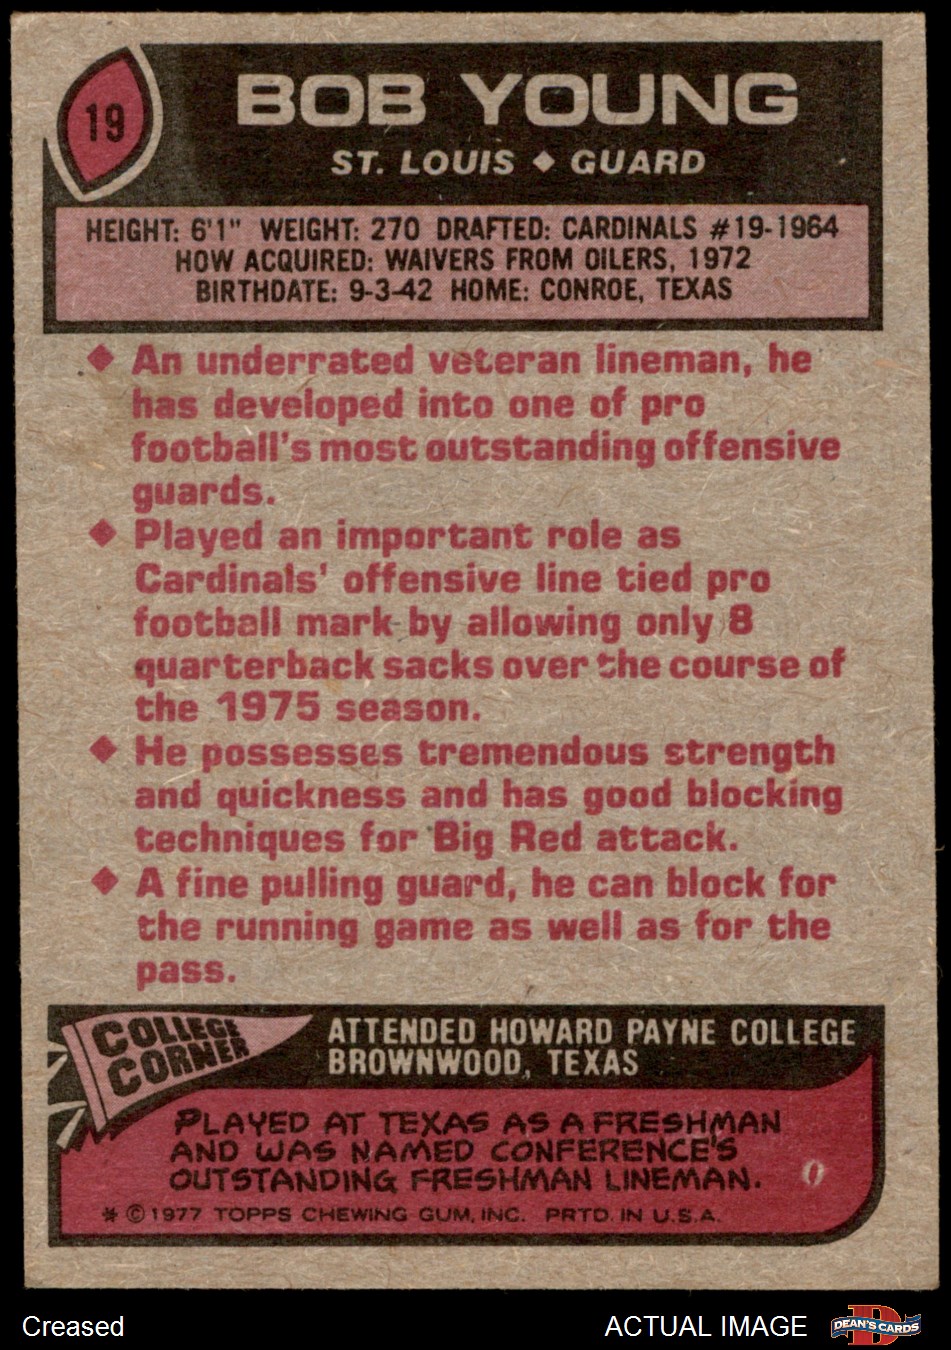 19
BOB YOUNG
ST. LOUIS ◆ GUARD
HEIGHT: 6'1" WEIGHT: 270 DRAFTED: CARDINALS #19-1964
HOW ACQUIRED: WAIVERS FROM OILERS, 1972
BIRTHDATE: 9-3-42 HOME: CONROE, TEXAS
◆ An underrated veteran lineman, he
has developed into one of pro
football's most outstanding offensive
guards.
◆ Played an important role as
Cardinals' offensive line tied pro
football mark by allowing only 8
quarterback sacks over the course of
the 1975 season.
◆ He possesses tremendous strength
and quickness and has good blocking
techniques for Big Red attack.
◆ A fine pulling guard, he can block for
the running game as well as for the
pass.
COLLEGE
CORNER
ATTENDED HOWARD PAYNE COLLEGE
BROWNWOOD, TEXAS
PLAYED AT TEXAS AS A FRESHMAN
AND WAS NAMED CONFERENCE'S
OUTSTANDING FRESHMAN LINEMAN.
* © 1977 TOPPS CHEWING GUM, INC. PRTD. IN U.S.A.
Creased
ACTUAL IMAGE
DEAN'S CARDS